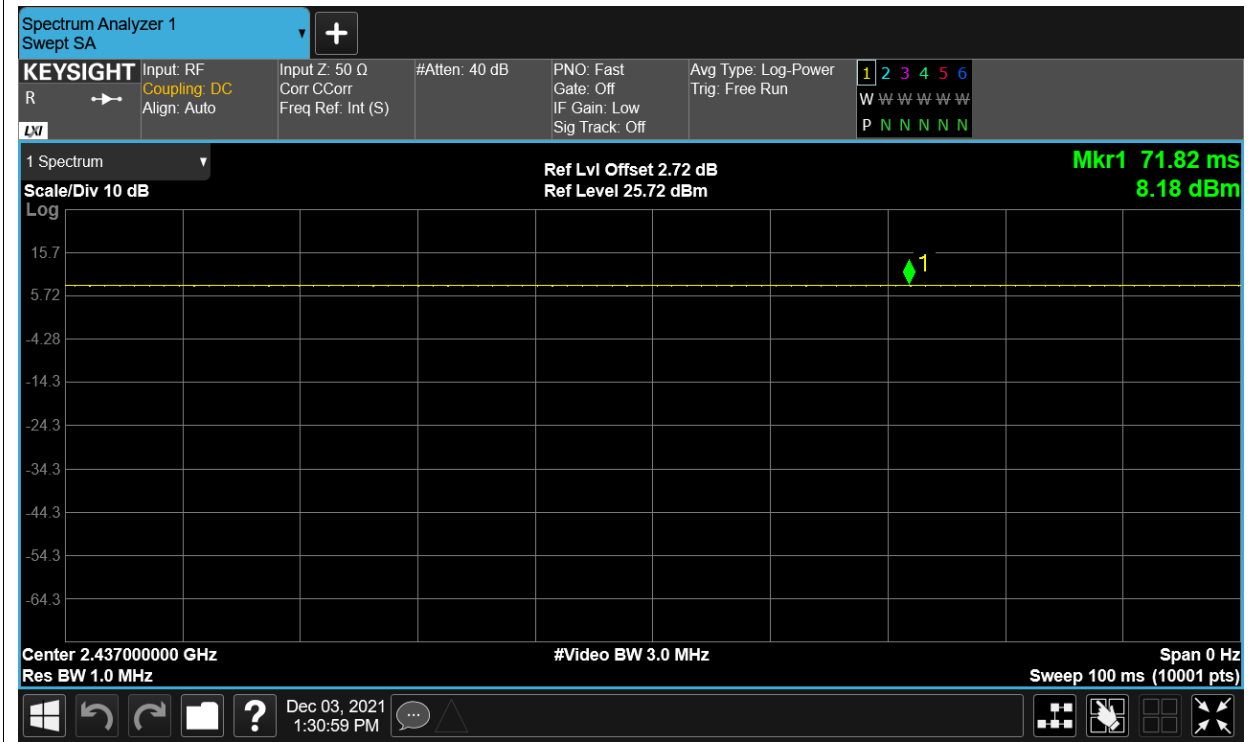 Spectrum Analyzer 1
Swept SA
+
KEYSIGHT Input: RF Input Z: 50 Ω #Atten: 40 dB PNO: Fast Avg Type: Log-Power 1 2 3 4 5 6
R Coupling: DC Corr CCorr Gate: Off Trig: Free Run W W W W W W
Align: Auto Freq Ref: Int (S) IF Gain: Low P N N N N N
LXI Sig Track: Off
1 Spectrum Ref Lvl Offset 2.72 dB Mkr1 71.82 ms
Scale/Div 10 dB Ref Level 25.72 dBm 8.18 dBm
Log
15.7
1
5.72
-4.28
-14.3
-24.3
-34.3
-44.3
-54.3
-64.3
Center 2.437000000 GHz #Video BW 3.0 MHz Span 0 Hz
Res BW 1.0 MHz Sweep 100 ms (10001 pts)
? Dec 03, 2021
1:30:59 PM